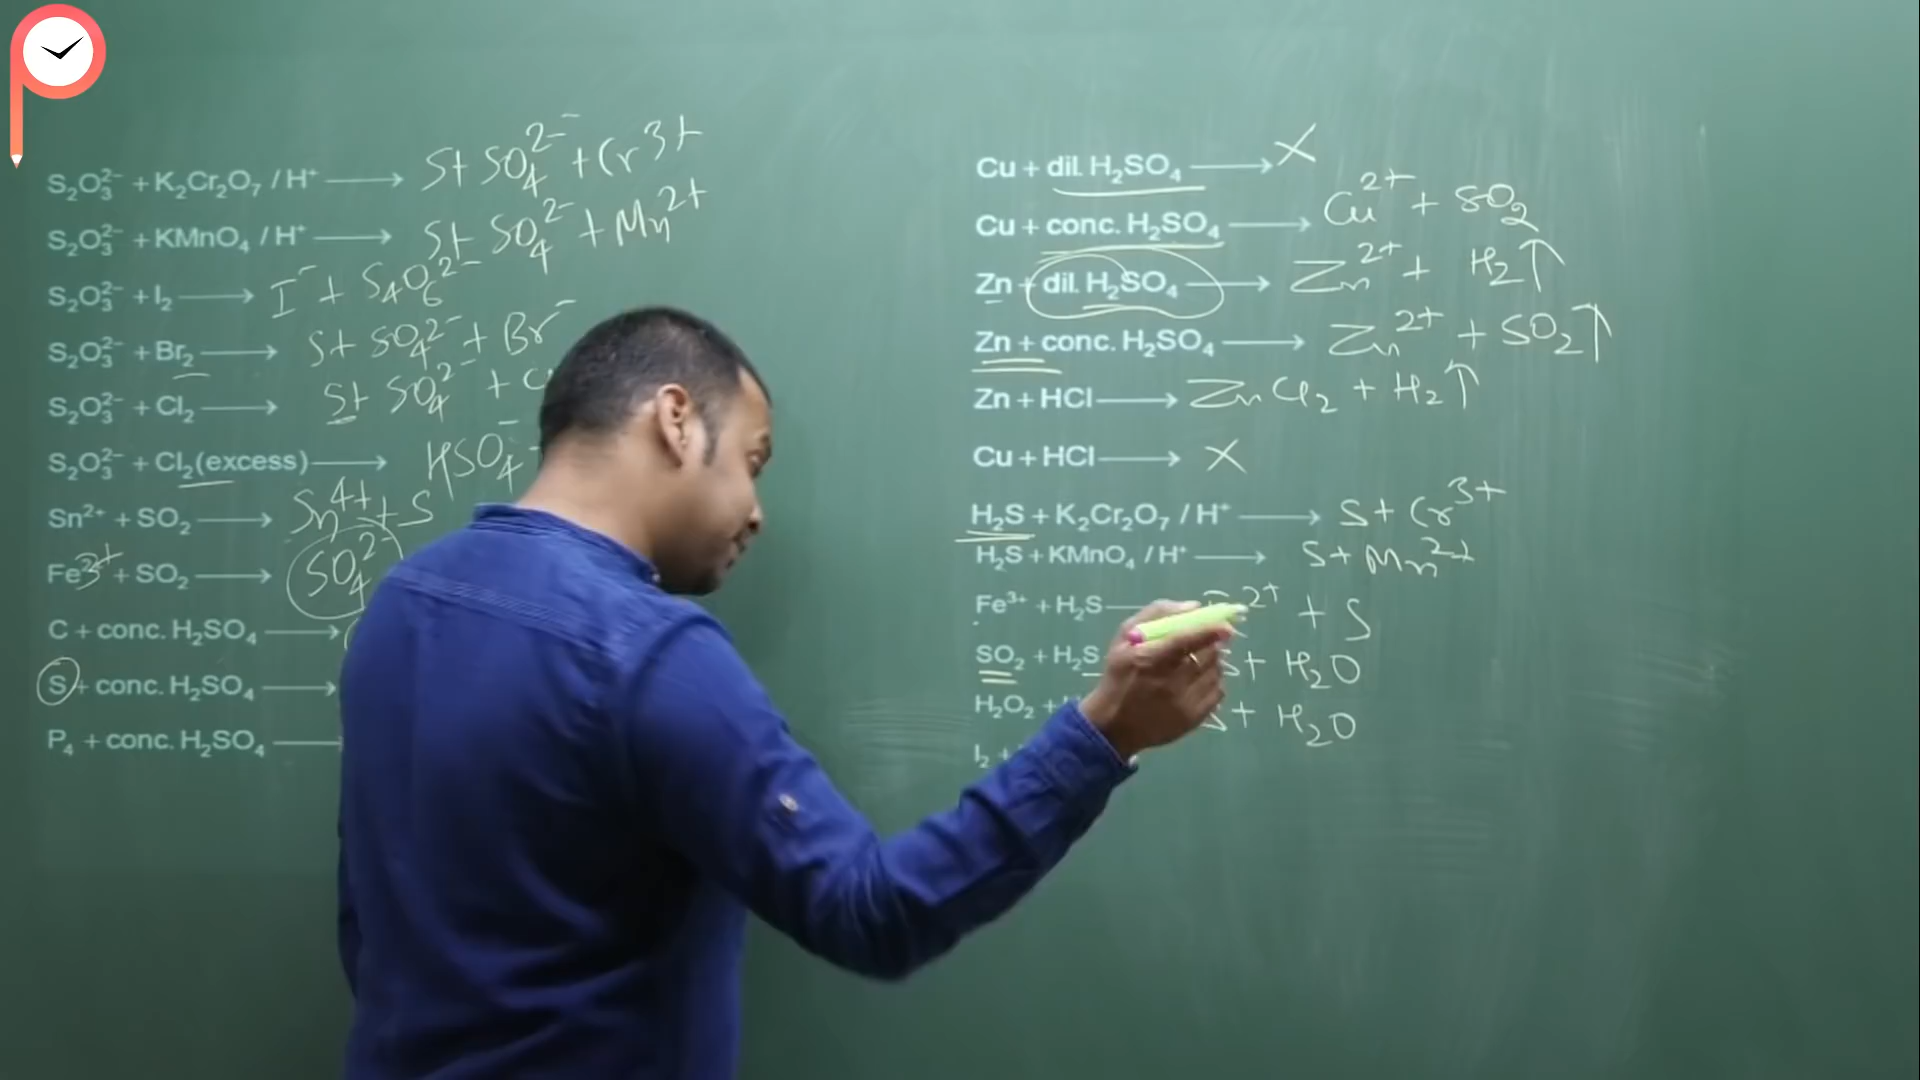 S₂O₃²⁻ + K₂Cr₂O₇ / H⁺ ⟶ S + SO₄²⁻ + Cr³⁺
S₂O₃²⁻ + KMnO₄ / H⁺ ⟶ S + SO₄²⁻ + Mn²⁺
S₂O₃²⁻ + I₂ ⟶ I⁻ + S₄O₆²⁻
S₂O₃²⁻ + Br₂ ⟶ S + SO₄²⁻ + Br⁻
S₂O₃²⁻ + Cl₂ ⟶ S + SO₄²⁻ +
S₂O₃²⁻ + Cl₂(excess) ⟶ HSO₄⁻
Sn²⁺ + SO₂ ⟶ Sn⁴⁺ + S
Fe³⁺ + SO₂ ⟶ SO₄²⁻
C + conc. H₂SO₄ ⟶
S + conc. H₂SO₄ ⟶
P₄ + conc. H₂SO₄ ⟶
Cu + dil. H₂SO₄ ⟶ X
Cu + conc. H₂SO₄ ⟶ Cu²⁺ + SO₂
Zn + dil. H₂SO₄ ⟶ Zn²⁺ + H₂↑
Zn + conc. H₂SO₄ ⟶ Zn²⁺ + SO₂↑
Zn + HCl ⟶ ZnCl₂ + H₂↑
Cu + HCl ⟶ X
H₂S + K₂Cr₂O₇ / H⁺ ⟶ S + Cr³⁺
H₂S + KMnO₄ / H⁺ ⟶ S + Mn²⁺
Fe³⁺ + H₂S ⟶ ²⁺ + S
SO₂ + H₂S S + H₂O
H₂O₂ + S + H₂O
I₂ +